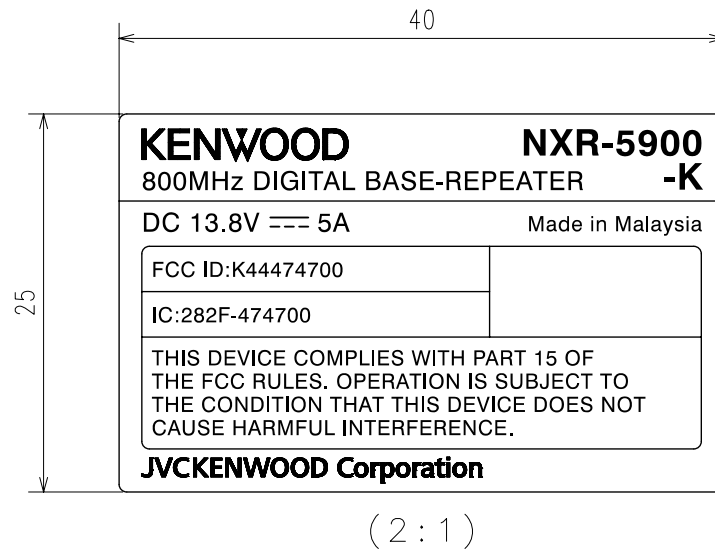 40
25
KENWOOD NXR-5900
800MHz DIGITAL BASE-REPEATER -K
DC 13.8V ⎓ 5A Made in Malaysia
FCC ID:K44474700
IC:282F-474700
THIS DEVICE COMPLIES WITH PART 15 OF
THE FCC RULES. OPERATION IS SUBJECT TO
THE CONDITION THAT THIS DEVICE DOES NOT
CAUSE HARMFUL INTERFERENCE.
JVCKENWOOD Corporation
(2:1)